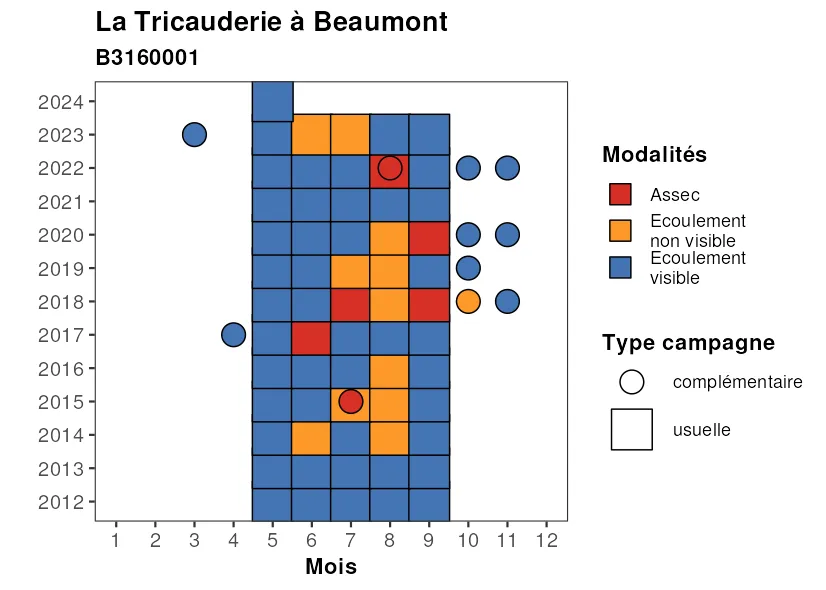 La Tricauderie à Beaumont
B3160001
2024
2023
2022
2021
2020
2019
2018
2017
2016
2015
2014
2013
2012
1 2 3 4 5 6 7 8 9 10 11 12
Mois
Modalités
Assec
Ecoulement
non visible
Ecoulement
visible
Type campagne
complémentaire
usuelle